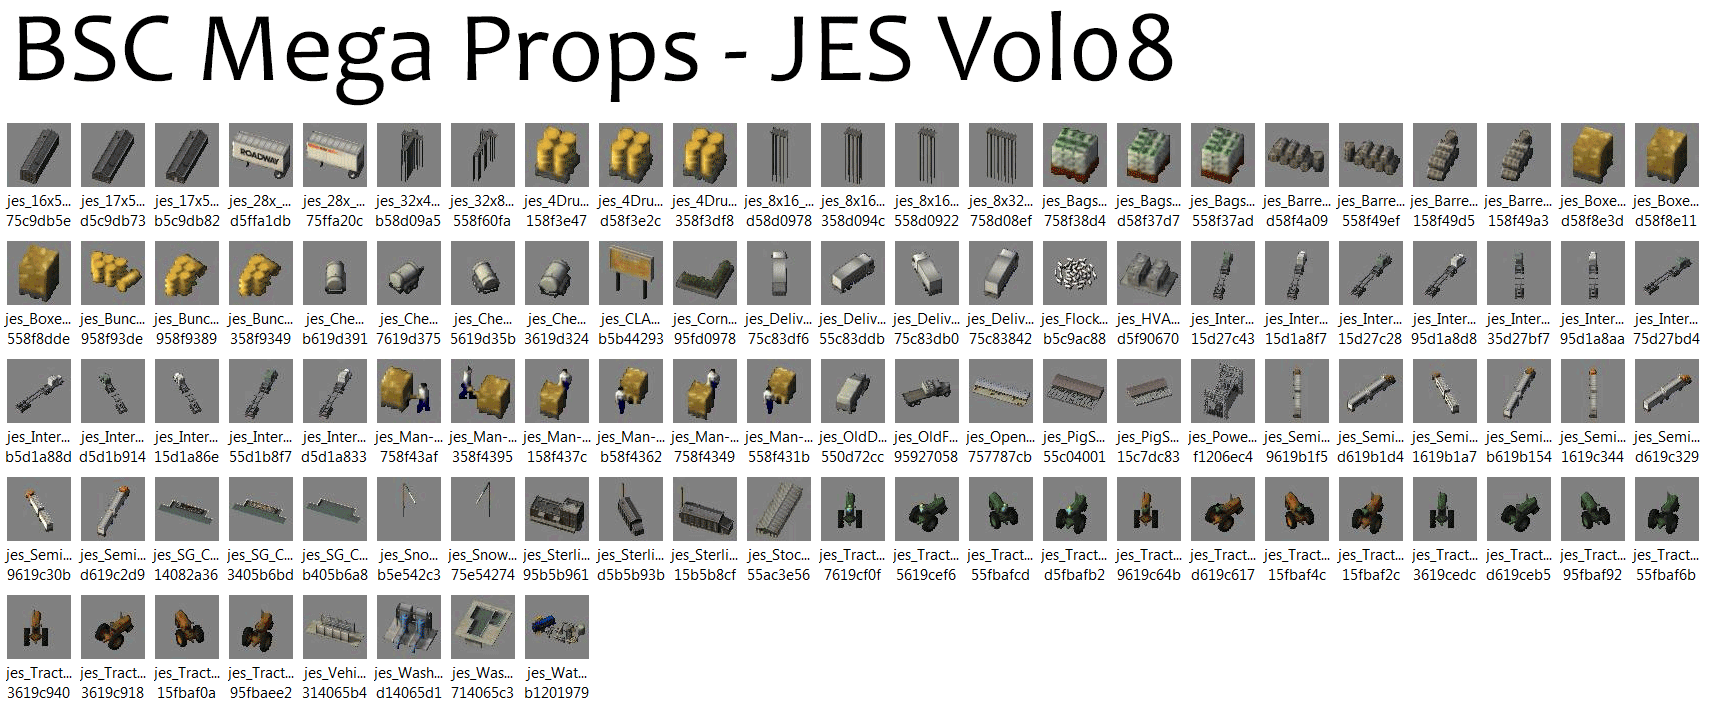 BSC Mega Props - JES Vol08
ROADWAY
jes_16x5... jes_17x5... jes_17x5... jes_28x_... jes_28x_... jes_32x4... jes_32x8... jes_4Dru... jes_4Dru... jes_4Dru... jes_8x16_... jes_8x16... jes_8x16... jes_8x32... jes_Bags... jes_Bags... jes_Bags... jes_Barre... jes_Barre... jes_Barre... jes_Barre... jes_Boxe... jes_Boxe...
75c9db5e d5c9db73 b5c9db82 d5ffa1db 75ffa20c b58d09a5 558f60fa 158f3e47 d58f3e2c 358f3df8 d58d0978 358d094c 558d0922 758d08ef 758f38d4 d58f37d7 558f37ad d58f4a09 558f49ef 158f49d5 158f49a3 d58f8e3d d58f8e11
jes_Boxe... jes_Bunc... jes_Bunc... jes_Bunc... jes_Che... jes_Che... jes_Che... jes_Che... jes_CLA... jes_Corn... jes_Deliv... jes_Deliv... jes_Deliv... jes_Deliv... jes_Flock... jes_HVA... jes_Inter... jes_Inter... jes_Inter... jes_Inter... jes_Inter... jes_Inter... jes_Inter...
558f8dde 958f93de 958f9389 358f9349 b619d391 7619d375 5619d35b 3619d324 b5b44293 95fd0978 75c83df6 55c83ddb 75c83db0 75c83842 b5c9ac88 d5f90670 15d27c43 15d1a8f7 15d27c28 95d1a8d8 35d27bf7 95d1a8aa 75d27bd4
jes_Inter... jes_Inter... jes_Inter... jes_Inter... jes_Inter... jes_Man-... jes_Man-... jes_Man-... jes_Man-... jes_Man-... jes_Man-... jes_OldD... jes_OldF... jes_Open... jes_PigS... jes_PigS... jes_Powe... jes_Semi... jes_Semi... jes_Semi... jes_Semi... jes_Semi... jes_Semi...
b5d1a88d d5d1b914 15d1a86e 55d1b8f7 d5d1a833 758f43af 358f4395 158f437c b58f4362 758f4349 558f431b 550d72cc 95927058 757787cb 55c04001 15c7dc83 f1206ec4 9619b1f5 d619b1d4 1619b1a7 b619b154 1619c344 d619c329
jes_Semi... jes_Semi... jes_SG_C... jes_SG_C... jes_SG_C... jes_Sno... jes_Snow... jes_Sterli... jes_Sterli... jes_Sterli... jes_Stoc... jes_Tract... jes_Tract... jes_Tract... jes_Tract... jes_Tract... jes_Tract... jes_Tract... jes_Tract... jes_Tract... jes_Tract... jes_Tract... jes_Tract...
9619c30b d619c2d9 14082a36 3405b6bd b405b6a8 b5e542c3 75e54274 95b5b961 d5b5b93b 15b5b8cf 55ac3e56 7619cf0f 5619cef6 55fbafcd d5fbafb2 9619c64b d619c617 15fbaf4c 15fbaf2c 3619cedc d619ceb5 95fbaf92 55fbaf6b
jes_Tract... jes_Tract... jes_Tract... jes_Tract... jes_Vehi... jes_Wash... jes_Was... jes_Wat...
3619c940 3619c918 15fbaf0a 95fbaee2 314065b4 d14065d1 714065c3 b1201979